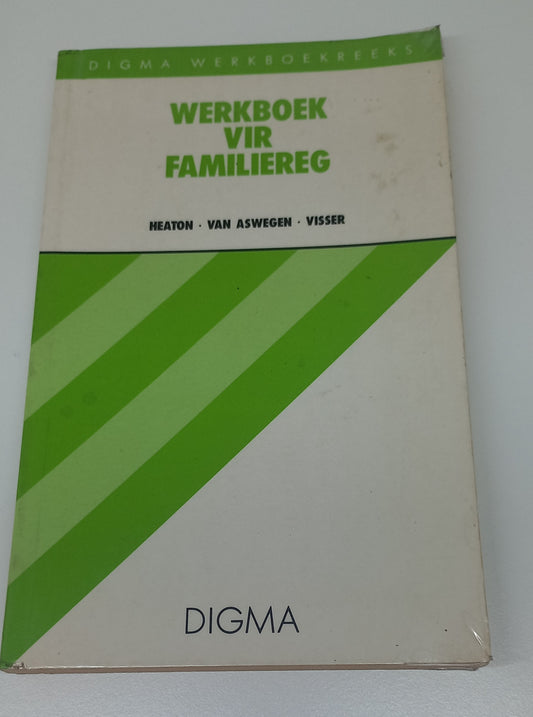 DIGMA WERKBOEKREEKS
WERKBOEK
VIR
FAMILIEREG
HEATON · VAN ASWEGEN · VISSER
DIGMA